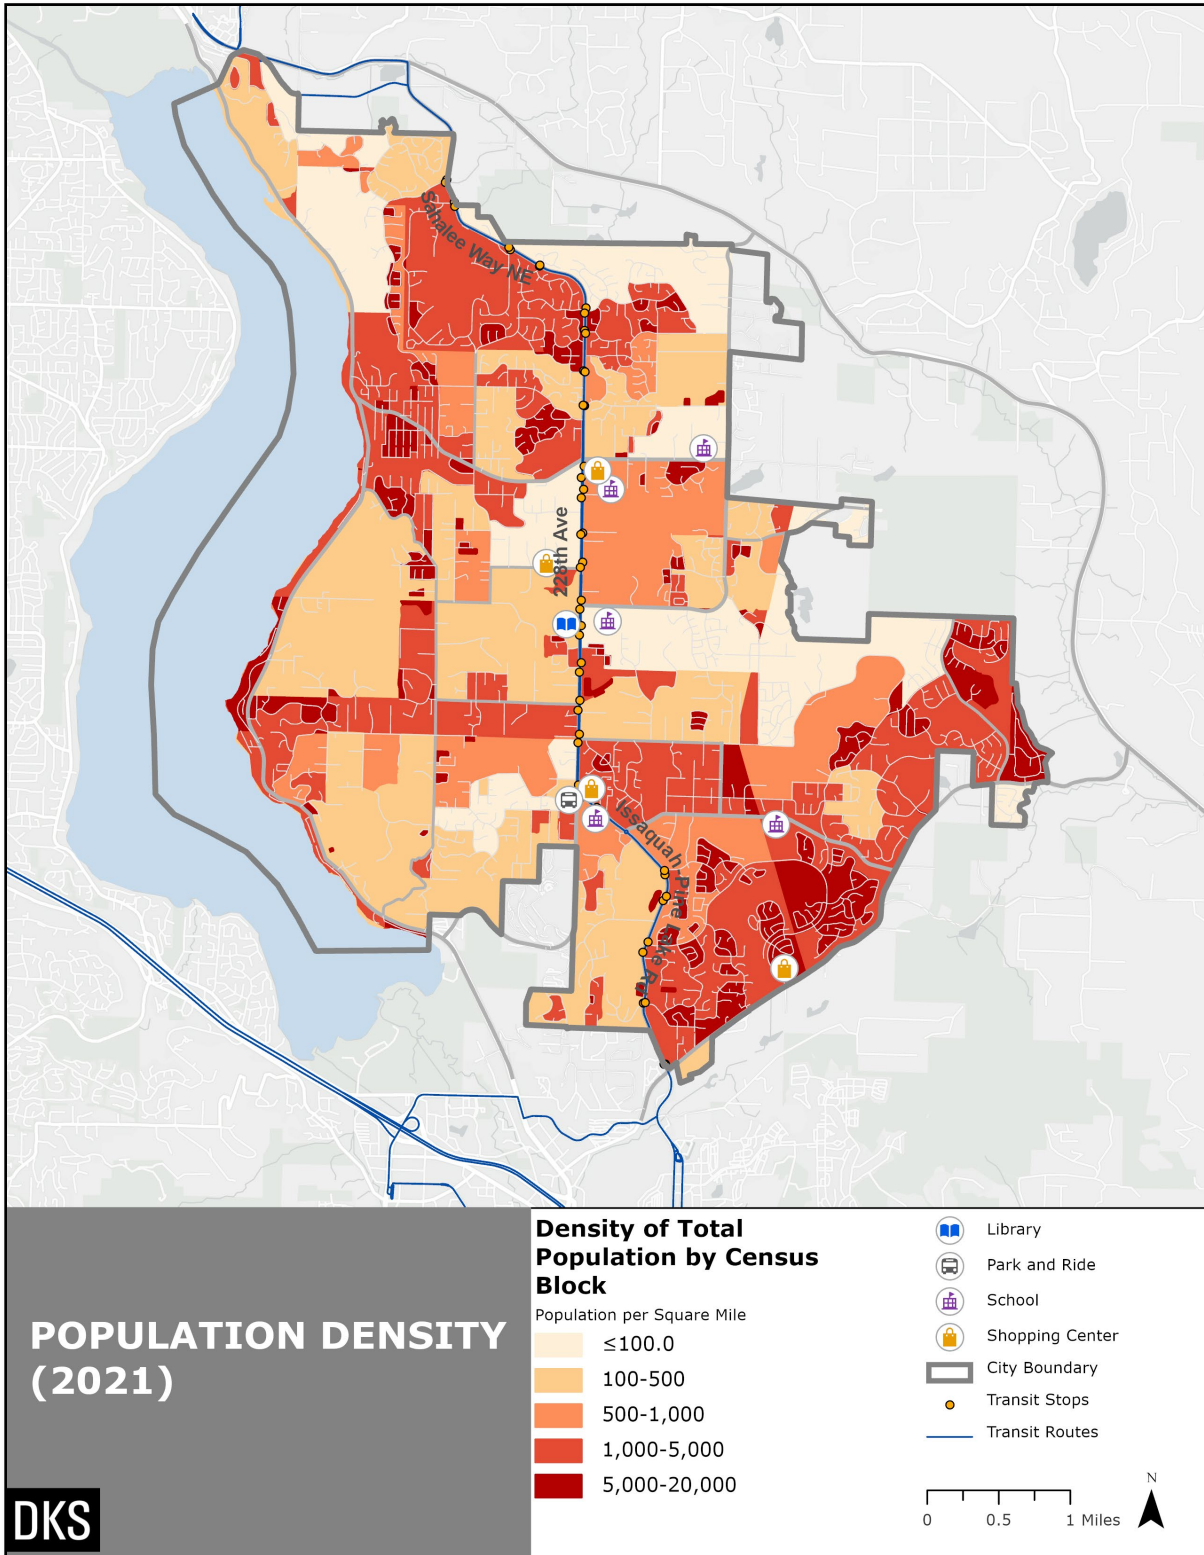 Sahalee Way NE
228th Ave
Issaquah-Pine Lake Rd
POPULATION DENSITY
(2021)
DKS
Density of Total
Population by Census
Block
Population per Square Mile
≤100.0
100-500
500-1,000
1,000-5,000
5,000-20,000
Library
Park and Ride
School
Shopping Center
City Boundary
Transit Stops
Transit Routes
N
0 0.5 1 Miles